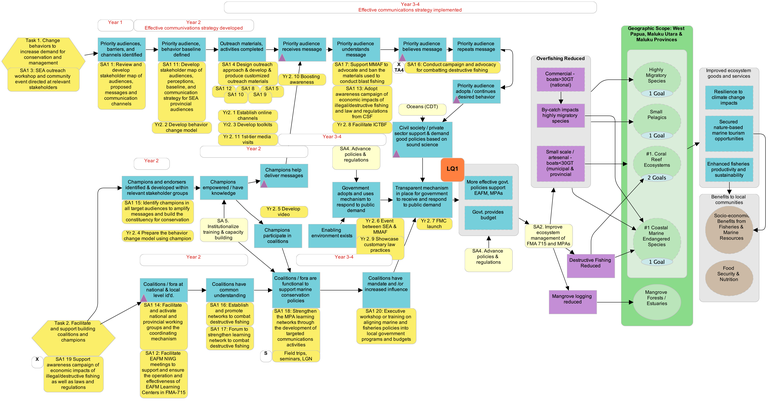 Year 3-4
Effective communications strategy implemented
Year 1
Year 2
Effective communications strategy developed
Task 1. Change
behaviors to
increase demand for
conservation and
management
SA1 3: SEA outreach
workshop and community
event directed at relevant
stakeholders
Priority audiences,
barriers, and
channels identified
SA1 1: Review and
develop
stakeholder map of
audiences,
proposed
messages and
communication
channels
Priority audience,
behavior baseline
defined
SA1 11: Develop
stakeholder map
of audiences,
perceptions,
baseline, and
communication
strategy for SEA
provincial
audiences
Yr2. 2 Develop behavior
change model
Outreach materials,
activities completed
SA1 4 Design outreach
approach & develop &
produce customized
outreach materials
SA1 12
SA1 8
SA1 5
SA1 10
SA1 9
Yr2. 1 Establish online
channels
Yr2. 3 Develop toolkits
Yr2. 11 1st-tier media
visits
Priority audience
receives message
Yr 2. 10 Boosting
awareness
Priority audience
understands
message
SA1 7: Support MMAF to
advocate and ban the
materials used to
conduct blast fishing
SA1 13: Adopt
awareness campaign of
economic impacts of
illegal/destructive fishing
and law and regulations
from CSF
Yr2. 8 Facilitate ICTBF
Priority audience
believes message
Priority audience
repeats message
X
TA4
SA1 6: Conduct campaign and advocacy
for combatting destructive fishing
Priority audience
adopts / continues
desired behavior
Oceans (CDT)
Civil society / private
sector support & demand
good policies based on
sound science
Year 3-4
SA4. Advance
policies &
regulations
LQ1
Government
adopts and uses
mechanism to
respond to public
demand
Transparent mechanism
in place for government
to receive and respond
to public demand
Enabling
environment exists
Yr2. 6 Event
between SEA &
MMAF
Yr2. 9 Showcase
customary law
practices
Yr2. 7 FMC
launch
More effective govt.
policies support
EAFM, MPAs
Govt. provides
budget
SA4. Advance
policies &
regulations
Year 2
Year 2
Champions and endorsers
identified & developed within
relevant stakeholder groups
SA1 15: Identify champions in
all target audiences to amplify
messages and build the
constituency for conservation
Yr2. 4 Prepare the behavior
change model using champion
Champions
empowered / have
knowledge
Champions help
deliver messages
SA 5.
Institutionalize
training & capacity
building
Yr2. 5 Develop
video
Champions
participate in
coalitions
Year 2
Year 3-4
Coalitions / fora at
national & local
level id'd.
SA1 14: Facilitate
and activate
national and
provincial working
groups and the
coordinating
mechanism
SA1 2: Facilitate
EAFM NWG
meetings to support
and ensure the
operation and
effectiveness of
EAFM Learning
Centers in FMA-715
Coalitions have
common
understanding
SA1 16: Establish
and promote
networks to combat
destructive fishing
SA1 17: Forum to
strengthen learning
network to combat
destructive fishing
Coalitions / fora are
functional to
support marine
conservation
policies
SA1 18: Strengthen the
MPA learning networks
through the
development of
targeted
communications
activities
S
Field trips,
seminars, LGN
Coalitions have
mandate and /or
increased influence
SA1 20: Executive
workshop or training
on aligning marine and
fisheries policies into
local government
programs and budgets
Task 2. Facilitate
and support
building coalitions
and champions
X
SA1 19 Support
awareness campaign of
economic impacts of
illegal/destructive fishing
as well as laws and
regulations
Overfishing Reduced
Commercial -
boats>30GT
(national)
By-catch impacts
highly migratory
species
Small scale /
artesenal -
boats<30GT
(municipal &
provincial)
SA2. Improve
ecosystem
management of
FMA 715 and MPAs
Destructive Fishing
Reduced
Mangrove logging
reduced
Geographic Scope: West
Papua, Maluku Utara &
Maluku Provinces
Highly
Migratory
Species
1 Goal
Small
Pelagics
1 Goal
#1. Coral
Reef
Ecosystems
2 Goals
#1 Coastal
Marine
Endangered
Species
1 Goal
Mangrove
Forests /
Estuaries
Improved ecosystem
goods and services
Resilience to
climate change
impacts
Secured
nature-based
marine tourism
opportunities
Enhanced fisheries
productivity and
sustainability
Benefits to local
communities
Socio-economic
Benefits from
Fisheries &
Marine
Resources
Food
Security &
Nutrition